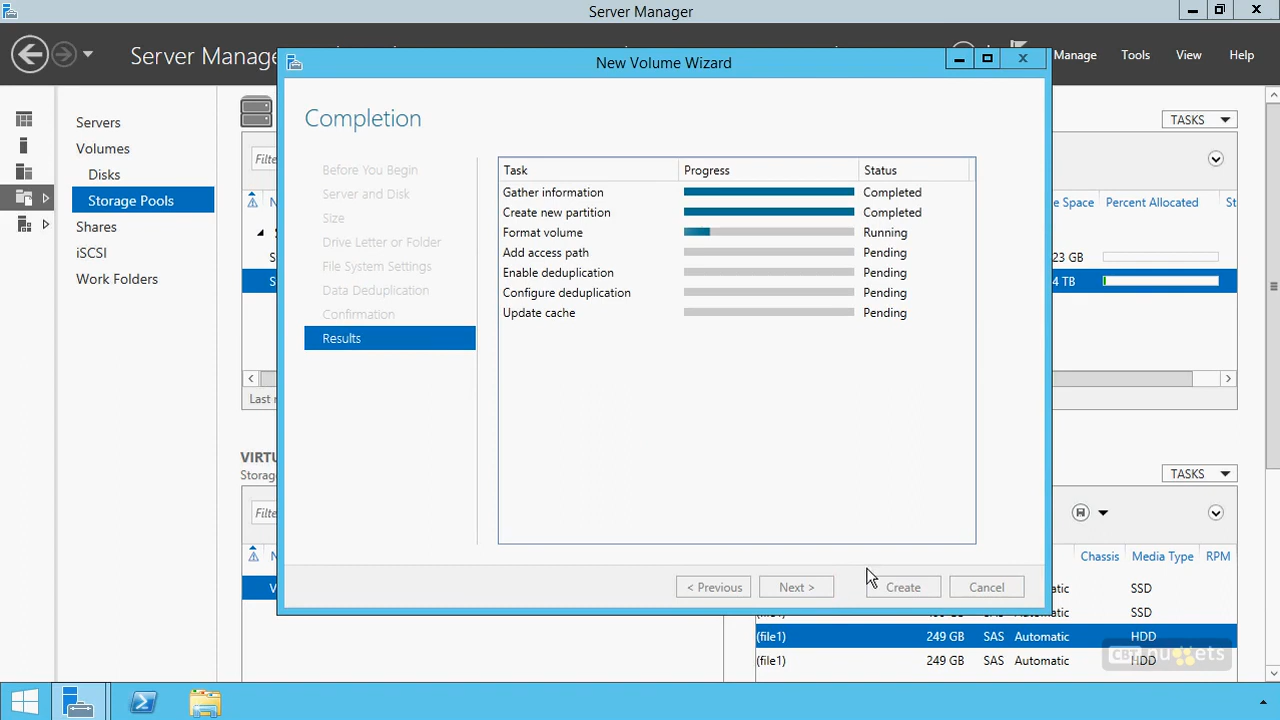 Server Manager
Server Manag
Manage Tools View Help
New Volume Wizard
Completion
Before You Begin
Server and Disk
Size
Drive Letter or Folder
File System Settings
Data Deduplication
Confirmation
Results
Task Progress Status
Gather information Completed
Create new partition Completed
Format volume Running
Add access path Pending
Enable deduplication Pending
Configure deduplication Pending
Update cache Pending
< Previous Next > Create Cancel
Servers
Volumes
Disks
Storage Pools
Shares
iSCSI
Work Folders
TASKS
Filte
e Space Percent Allocated St
23 GB
4 TB
Last r
VIRTU
Storag
TASKS
Filte
Chassis Media Type RPM
atic SSD
SSD
(file1) 249 GB SAS Automatic HDD
(file1) 249 GB SAS Automatic HDD
CBT nuggets